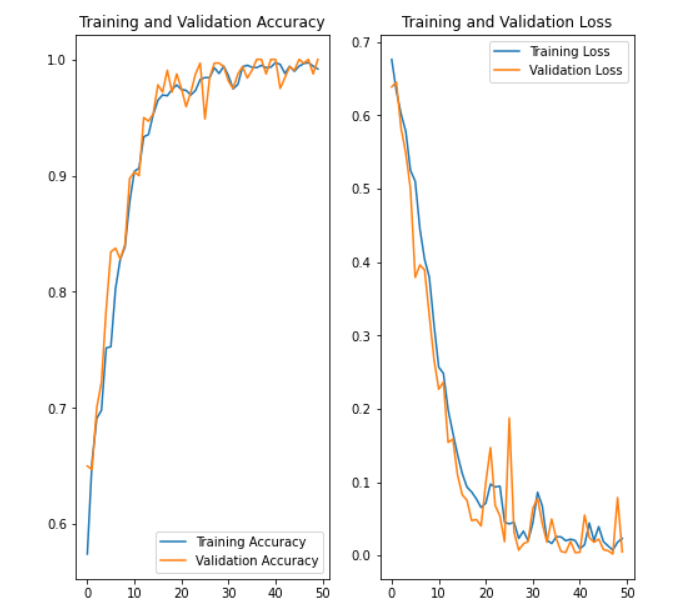 Training and Validation Accuracy
1.0
0.9
0.8
0.7
0.6
Training Accuracy
Validation Accuracy
0 10 20 30 40 50
Training and Validation Loss
0.7
0.6
0.5
0.4
0.3
0.2
0.1
0.0
Training Loss
Validation Loss
0 10 20 30 40 50